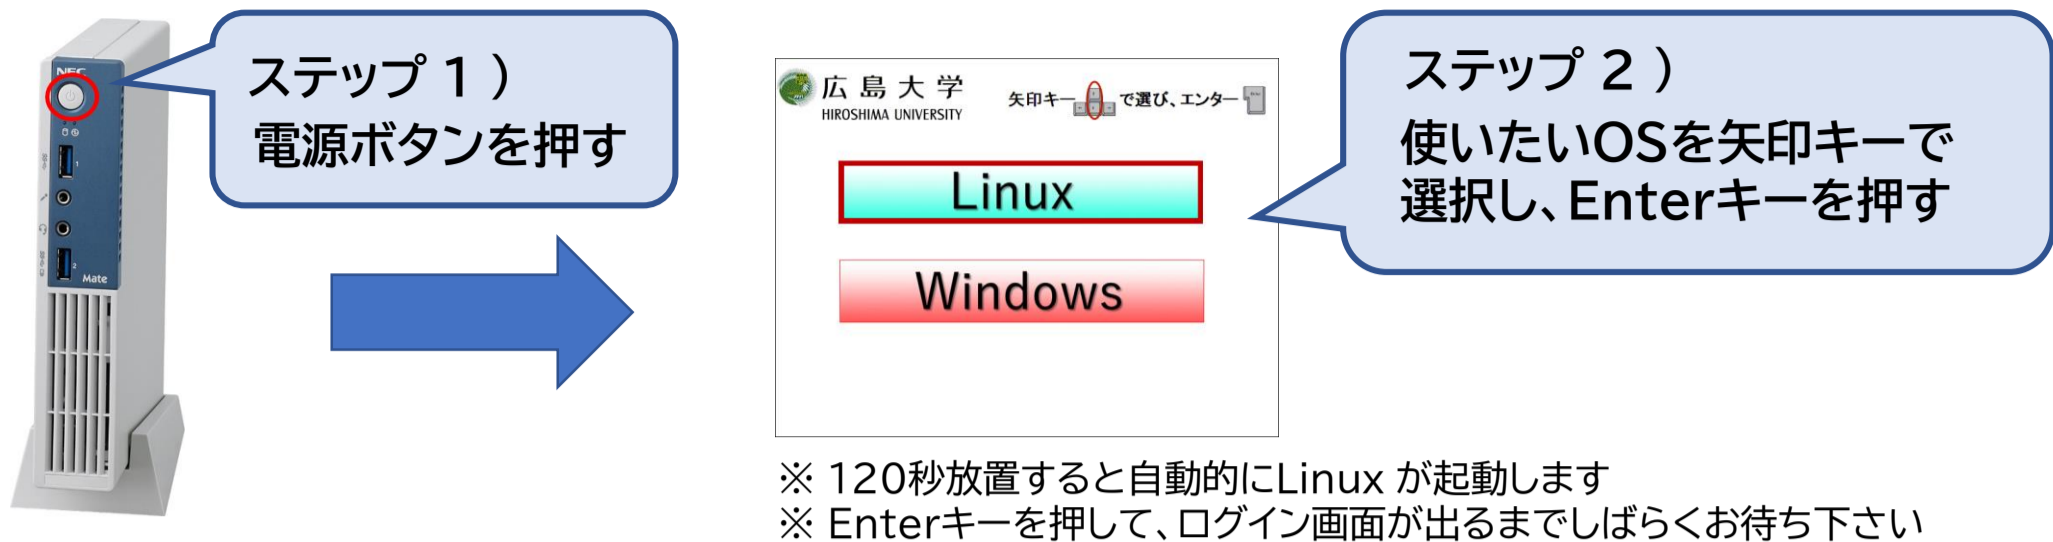 ステップ 1 )
電源ボタンを押す
NEC
1
2
Mate
広島大学
HIROSHIMA UNIVERSITY
矢印キー で選び、エンター
Linux
Windows
ステップ 2 )
使いたいOSを矢印キーで
選択し、Enterキーを押す
※ 120秒放置すると自動的にLinux が起動します
※ Enterキーを押して、ログイン画面が出るまでしばらくお待ち下さい